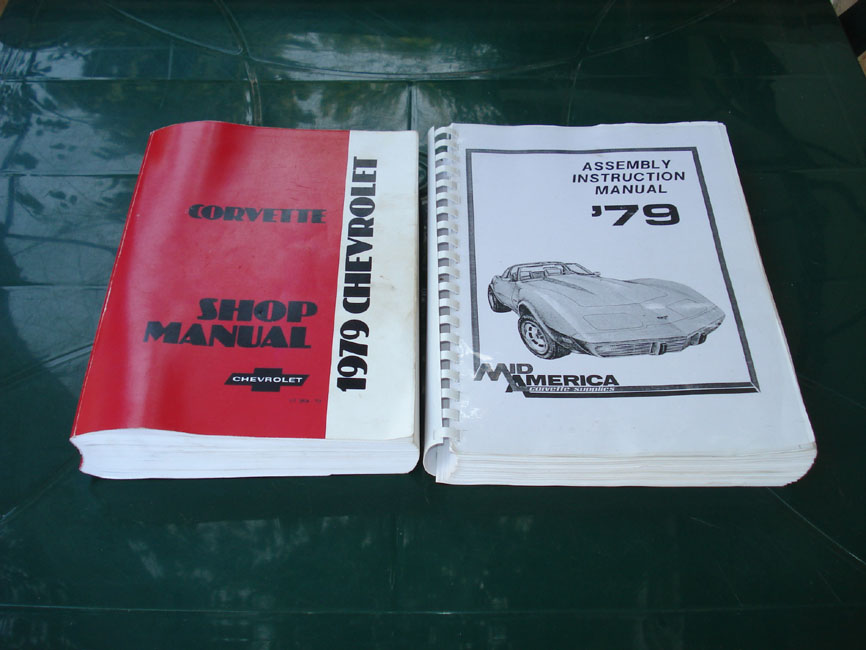 CORVETTE
SHOP
MANUAL
CHEVROLET
1979 CHEVROLET
ASSEMBLY
INSTRUCTION
MANUAL
'79
MID
AMERICA
corvette supplies